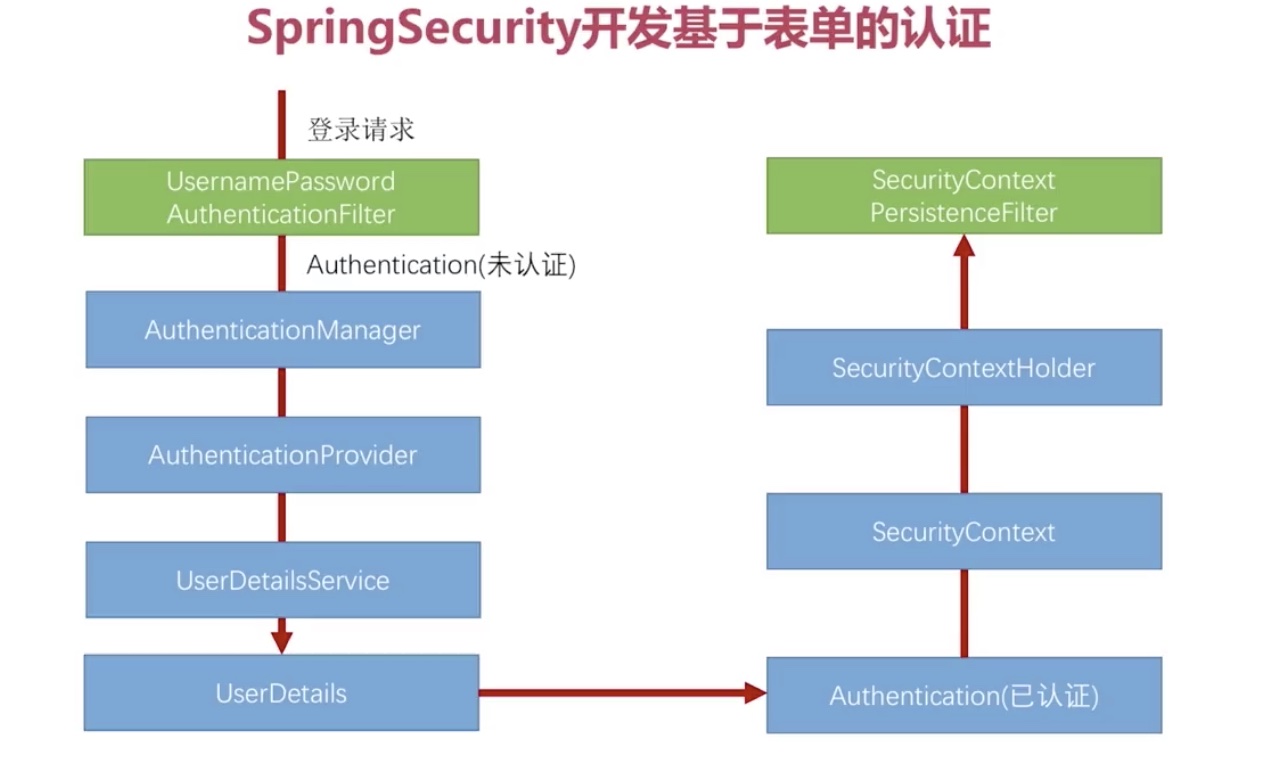 SpringSecurity开发基于表单的认证
登录请求
UsernamePassword
AuthenticationFilter
Authentication(未认证)
AuthenticationManager
AuthenticationProvider
UserDetailsService
UserDetails
SecurityContext
PersistenceFilter
SecurityContextHolder
SecurityContext
Authentication(已认证)